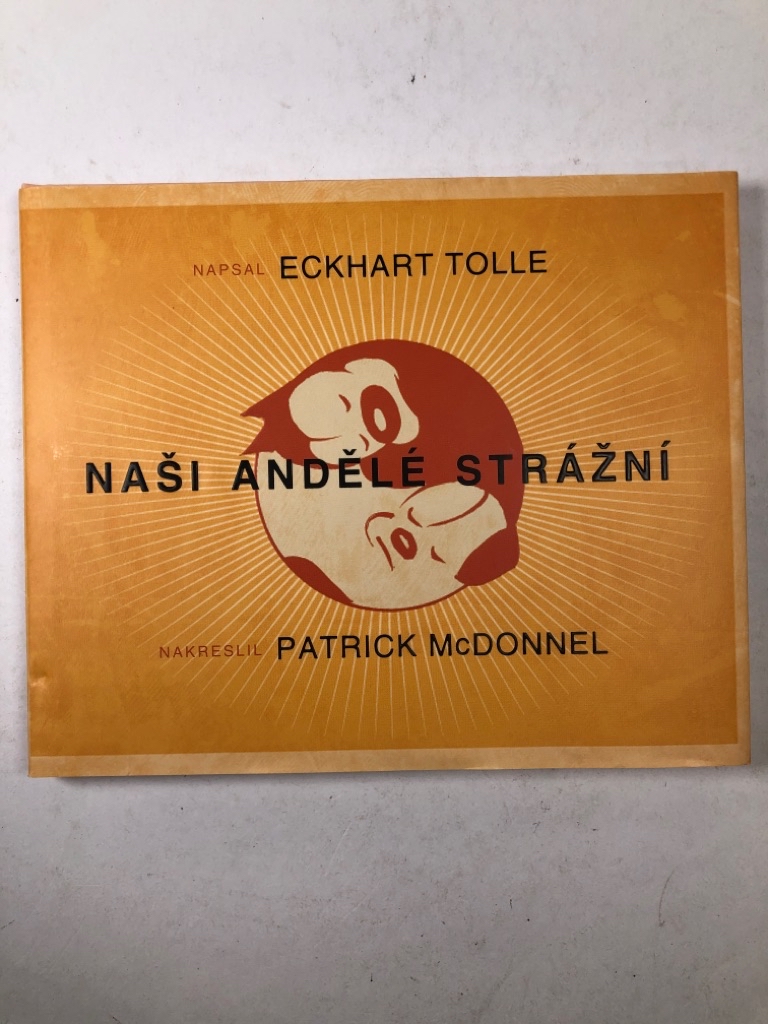 NAPSAL ECKHART TOLLE
NAŠI ANDĚLÉ STRÁŽNÍ
NAKRESLIL PATRICK McDONNEL